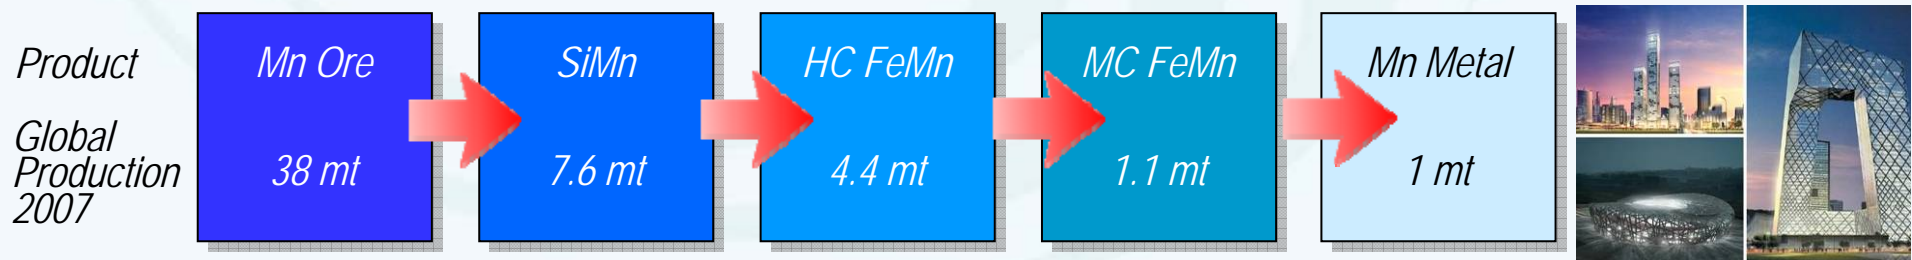 Product
Mn Ore
SiMn
HC FeMn
MC FeMn
Mn Metal
Global
Production
2007
38 mt
7.6 mt
4.4 mt
1.1 mt
1 mt